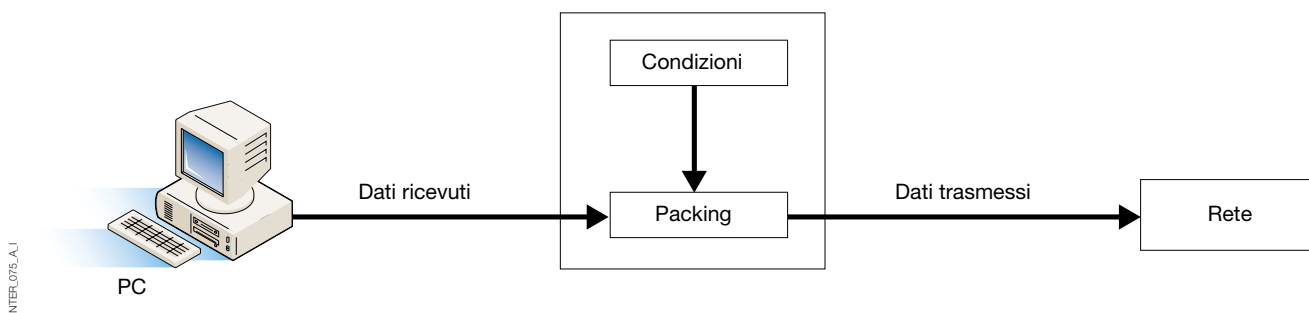 Condizioni
Dati ricevuti
Packing
Dati trasmessi
Rete
PC
NTER_075_A_I